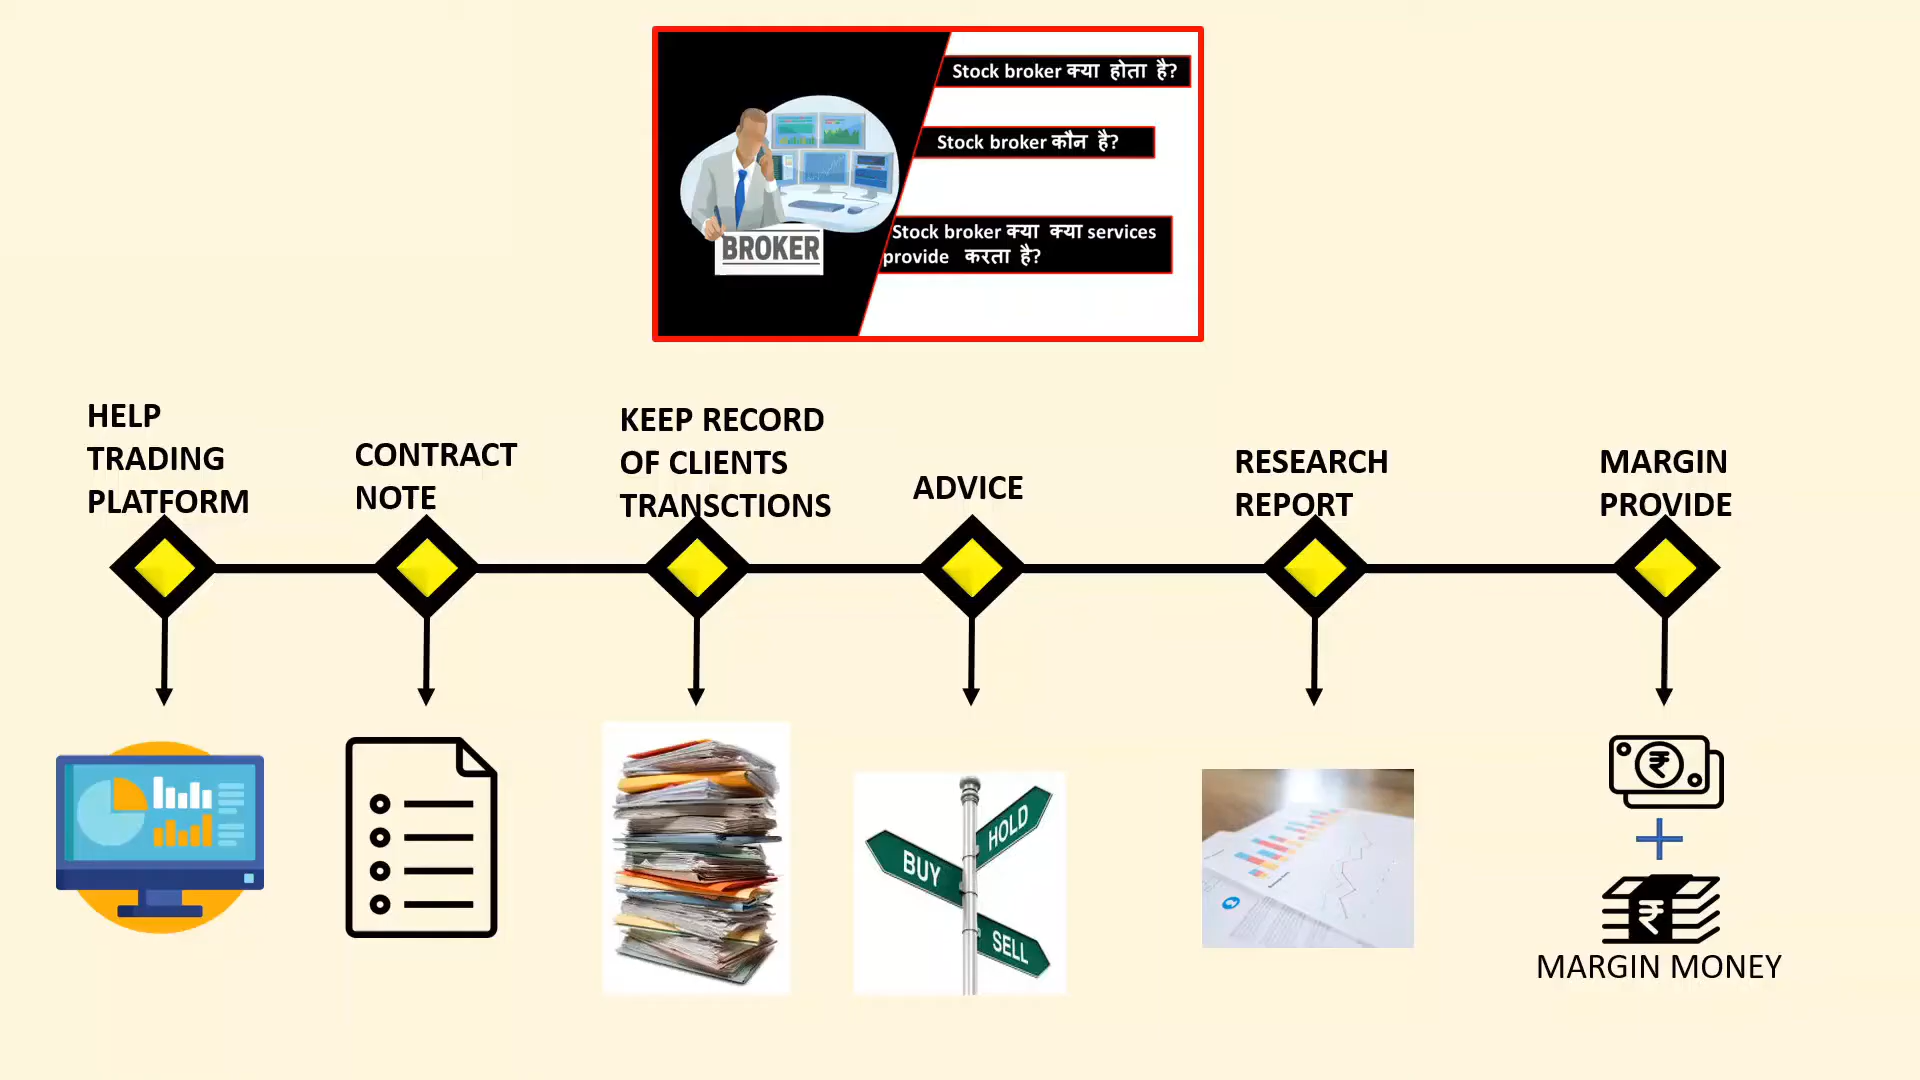 Stock broker क्या होता है?
Stock broker कौन है?
Stock broker क्या क्या services
provide करता है?
BROKER
HELP
TRADING
PLATFORM
CONTRACT
NOTE
KEEP RECORD
OF CLIENTS
TRANSCTIONS
ADVICE
RESEARCH
REPORT
MARGIN
PROVIDE
HOLD
BUY
SELL
₹
₹
MARGIN MONEY